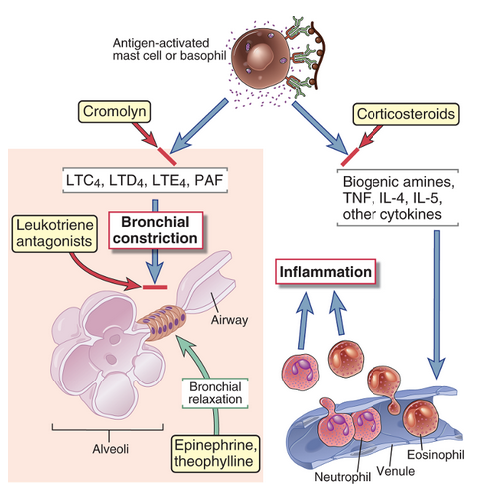 Antigen-activated
mast cell or basophil
Cromolyn
Corticosteroids
LTC4, LTD4, LTE4, PAF
Biogenic amines,
TNF, IL-4, IL-5,
other cytokines
Leukotriene
antagonists
Bronchial
constriction
Inflammation
Airway
Bronchial
relaxation
Alveoli
Epinephrine,
theophylline
Eosinophil
Neutrophil
Venule